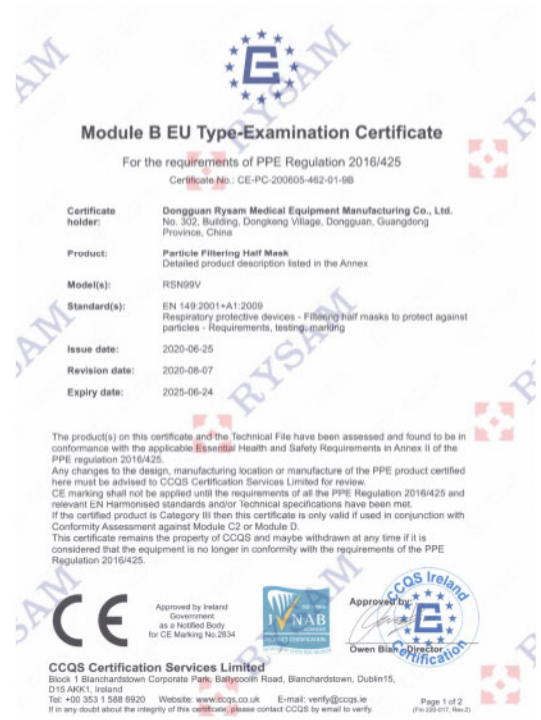 Module B EU Type-Examination Certificate
For the requirements of PPE Regulation 2016/425
Certificate No.: CE-PC-200605-462-01-9B
Certificate holder:
Dongguan Rysam Medical Equipment Manufacturing Co., Ltd.
No. 302, Building, Dongkeng Village, Dongguan, Guangdong
Province, China
Product:
Particle Filtering Half Mask
Detailed product description listed in the Annex
Model(s):
RSN99V
Standard(s):
EN 149:2001+A1:2009
Respiratory protective devices - Filtering half masks to protect against
particles - Requirements, testing, marking
Issue date:
2020-06-25
Revision date:
2020-08-07
Expiry date:
2025-06-24
The product(s) on this certificate and the Technical File have been assessed and found to be in
conformance with the applicable Essential Health and Safety Requirements in Annex II of the
PPE regulation 2016/425.
Any changes to the design, manufacturing location or manufacture of the PPE product certified
here must be advised to CCQS Certification Services Limited for review.
CE marking shall not be applied until the requirements of all the PPE Regulation 2016/425 and
relevant EN Harmonised standards and/or Technical specifications have been met.
If the certified product is Category III then this certificate is only valid if used in conjunction with
Conformity Assessment against Module C2 or Module D.
This certificate remains the property of CCQS and maybe withdrawn at any time if it is
considered that the equipment is no longer in conformity with the requirements of the PPE
Regulation 2016/425.
CE
Approved by Ireland
Government
as a Notified Body
for CE Marking No.2834
INAB
PRODUCT CERTIFICATION
CCQS Ireland
Certification
Approved by:
Owen Bian - Director
CCQS Certification Services Limited
Block 1 Blanchardstown Corporate Park, Ballycoolin Road, Blanchardstown, Dublin15,
D15 AKK1, Ireland
Tel: +00 353 1 588 6920 Website: www.ccqs.co.uk E-mail: verify@ccqs.ie
If in any doubt about the integrity of this certificate, please contact CCQS by email to verify.
Page 1 of 2
(Fm-220-017, Rev.2)
RYSAM
RYSAM
RYSAM
RYSAM